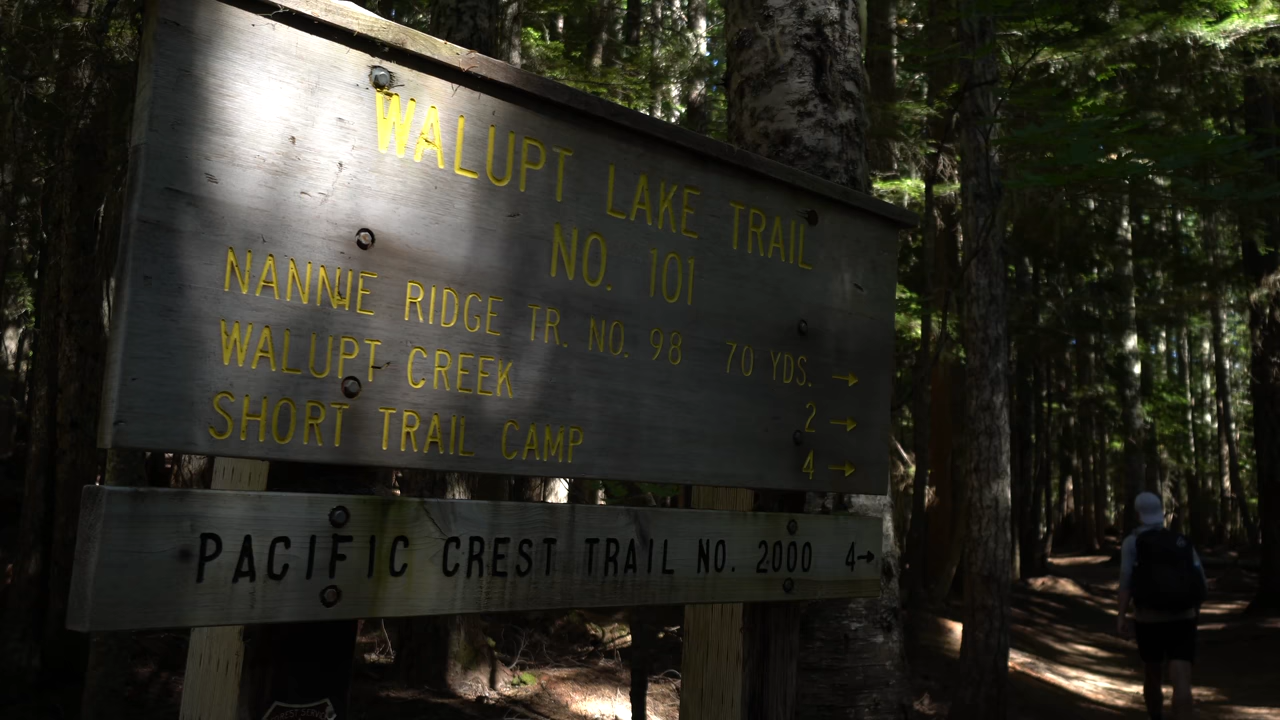 WALUPT LAKE TRAIL
NO. 101
NANNIE RIDGE TR. NO. 98 70 YDS. →
WALUPT CREEK 2 →
SHORT TRAIL CAMP 4 →
PACIFIC CREST TRAIL NO. 2000 4→